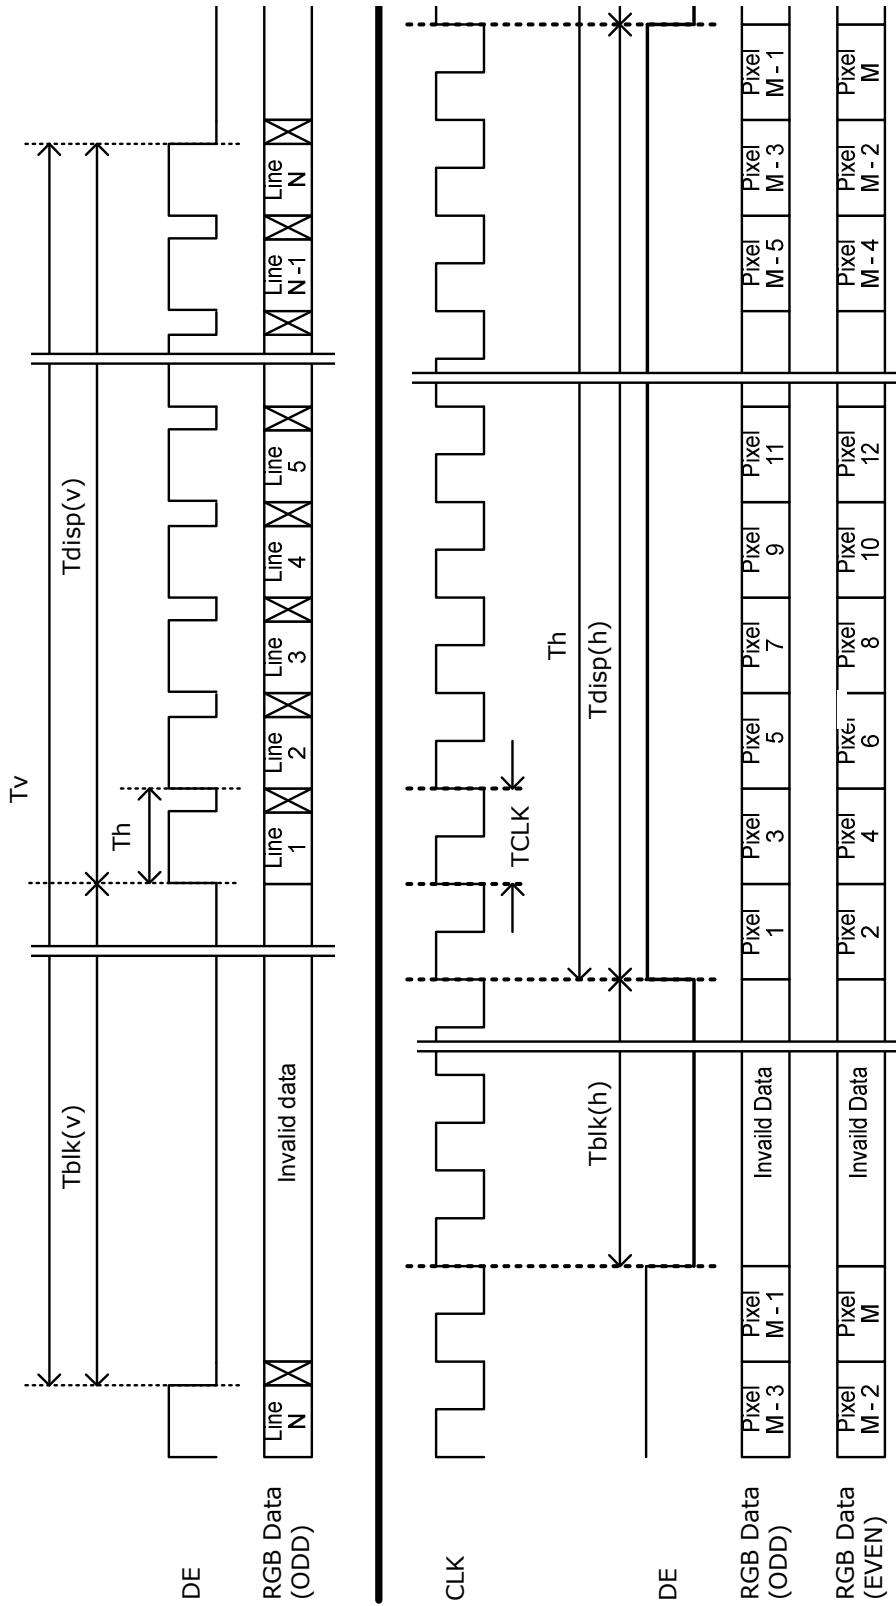 Tv
Tblk(v)
Tdisp(v)
Th
DE
RGB Data
(ODD)
Line
N
Invalid data
Line
1
Line
2
Line
3
Line
4
Line
5
Line
N -1
Line
N
CLK
TCLK
Th
Tblk(h)
Tdisp(h)
DE
RGB Data
(ODD)
Pixel
M - 3
Pixel
M - 1
Invaild Data
Pixel
1
Pixel
3
Pixel
5
Pixel
7
Pixel
9
Pixel
11
Pixel
M - 5
Pixel
M - 3
Pixel
M - 1
RGB Data
(EVEN)
Pixel
M - 2
Pixel
M
Invaild Data
Pixel
2
Pixel
4
Pixel
6
Pixel
8
Pixel
10
Pixel
12
Pixel
M - 4
Pixel
M - 2
Pixel
M